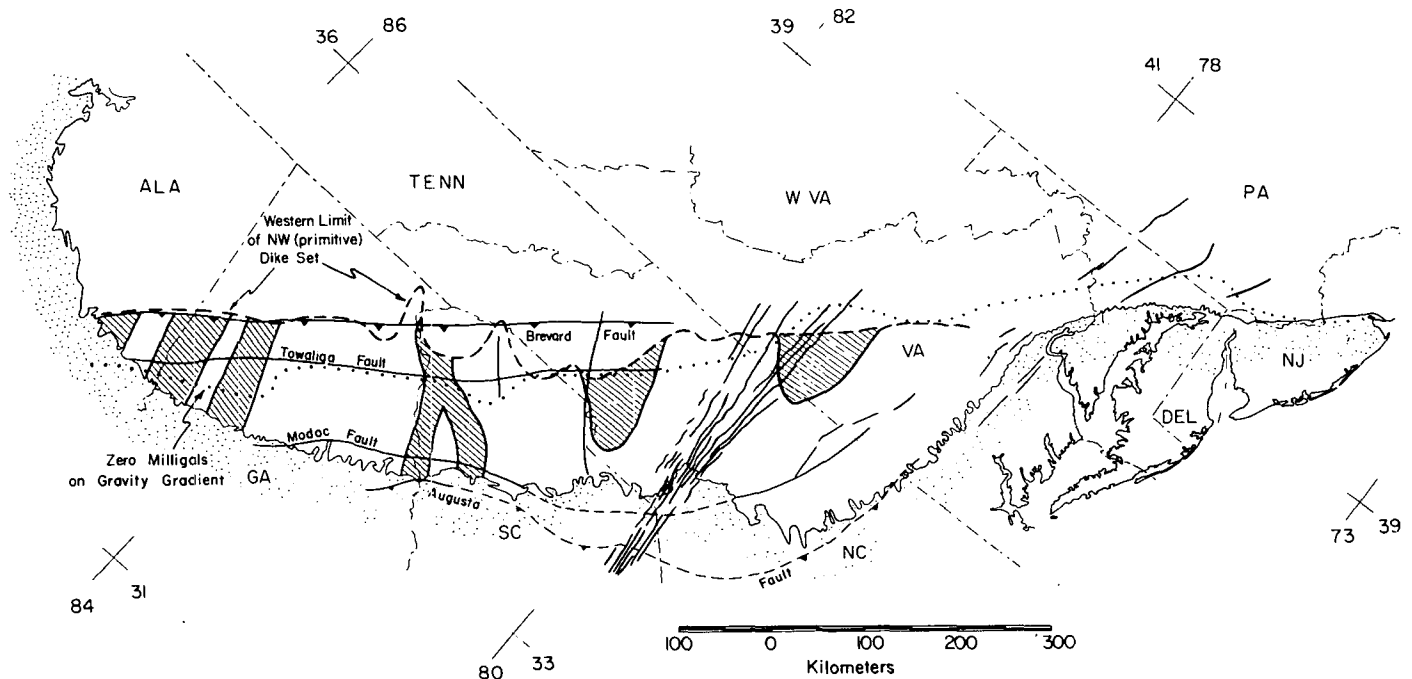 36 86
39 82
41 78
ALA
TENN
W VA
PA
Western Limit
of NW (primitive)
Dike Set
Brevard Fault
Towaliga Fault
VA
NJ
DEL
Modoc Fault
Zero Milligals
on Gravity Gradient
GA
Augusta
SC
Fault
NC
73 39
84 31
80 33
100 0 100 200 300
Kilometers